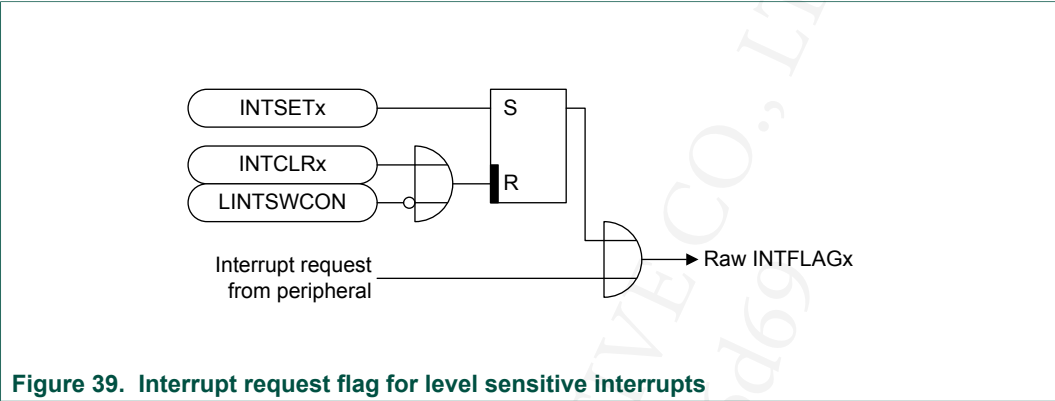 INTSETx
S
INTCLRx
R
LINTSWCON
Interrupt request
from peripheral
Raw INTFLAGx
Figure 39. Interrupt request flag for level sensitive interrupts